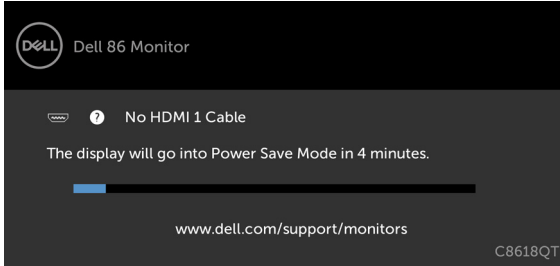 DELL Dell 86 Monitor
? No HDMI 1 Cable
The display will go into Power Save Mode in 4 minutes.
www.dell.com/support/monitors
C8618QT